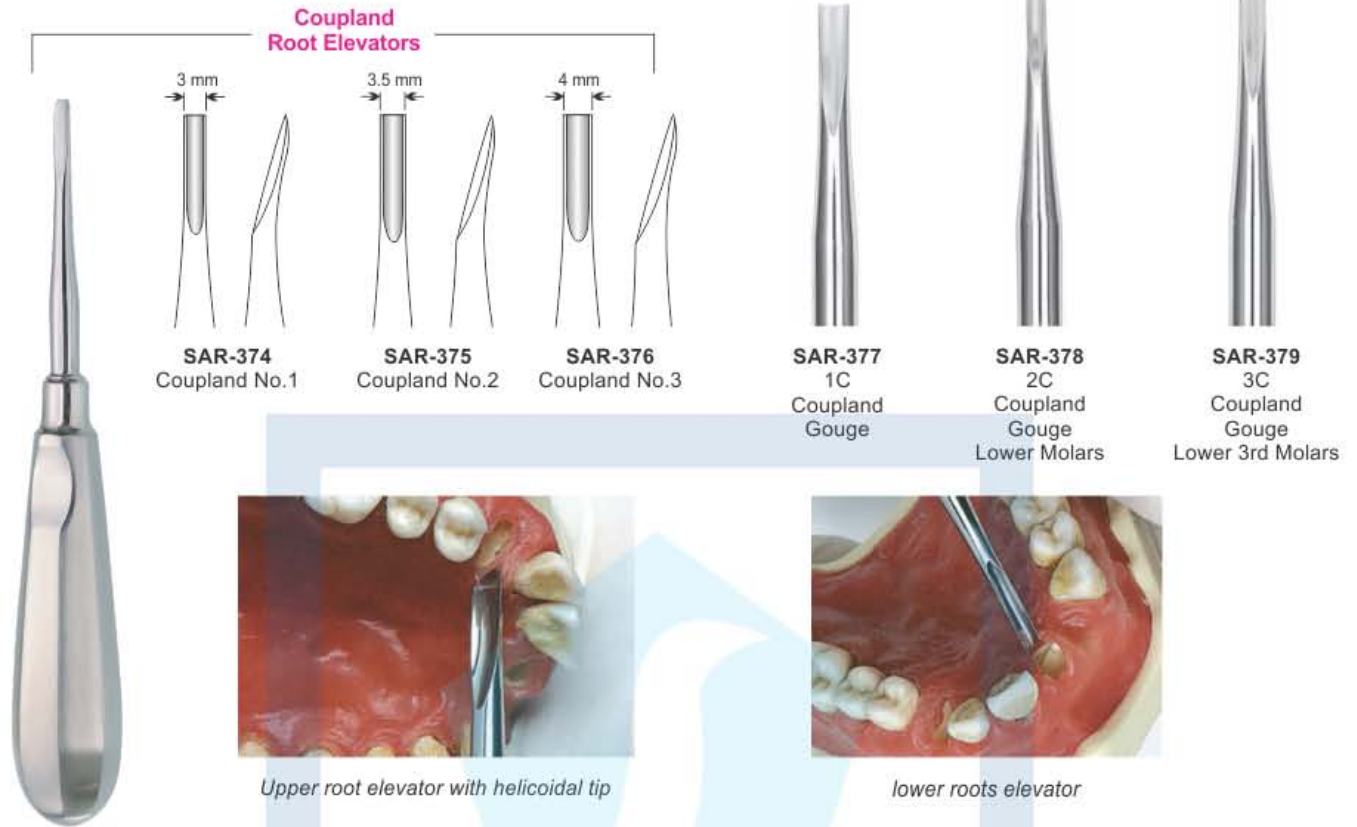 Coupland
Root Elevators
3 mm
3.5 mm
4 mm
SAR-374
Coupland No.1
SAR-375
Coupland No.2
SAR-376
Coupland No.3
SAR-377
1C
Coupland
Gouge
SAR-378
2C
Coupland
Gouge
Lower Molars
SAR-379
3C
Coupland
Gouge
Lower 3rd Molars
Upper root elevator with helicoidal tip
lower roots elevator